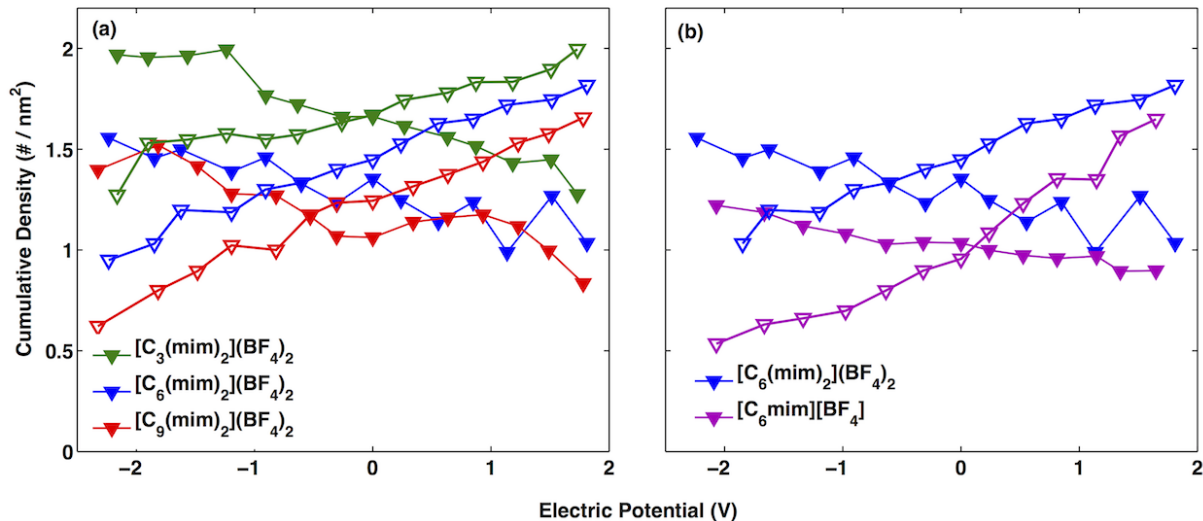 (a)
(b)
Cumulative Density (# / nm²)
2
1.5
1
0.5
0
[C₃(mim)₂](BF₄)₂
[C₆(mim)₂](BF₄)₂
[C₉(mim)₂](BF₄)₂
[C₆(mim)₂](BF₄)₂
[C₆mim][BF₄]
−2 −1 0 1 2
−2 −1 0 1 2
Electric Potential (V)